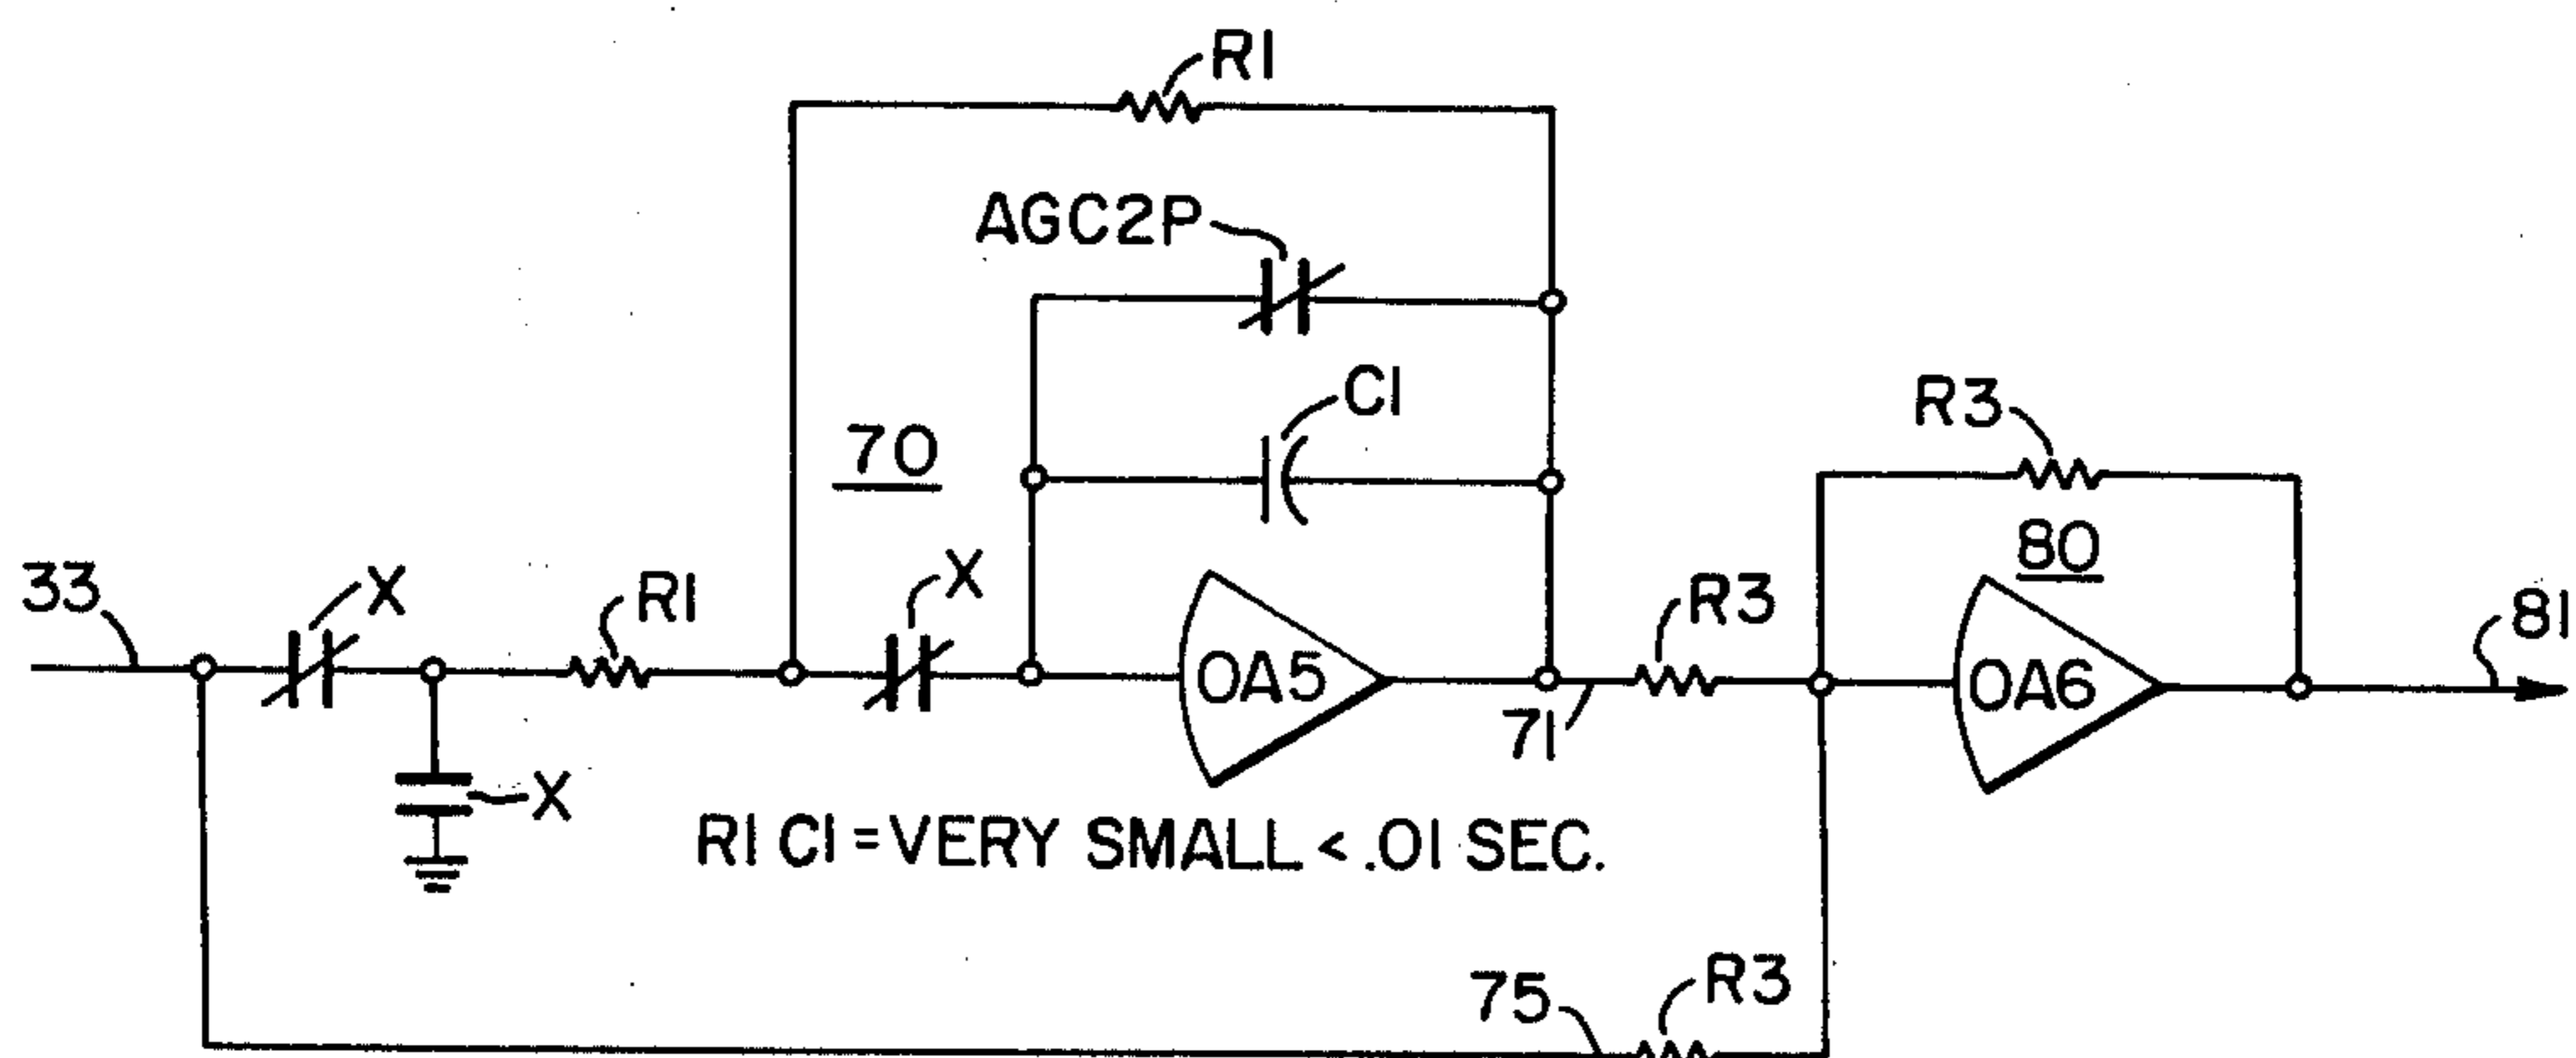 R1
AGC2P
C1
70
R3
80
33
X
R1
X
R3
81
OA5
OA6
71
X
R1 C1 = VERY SMALL < .01 SEC.
75
R3